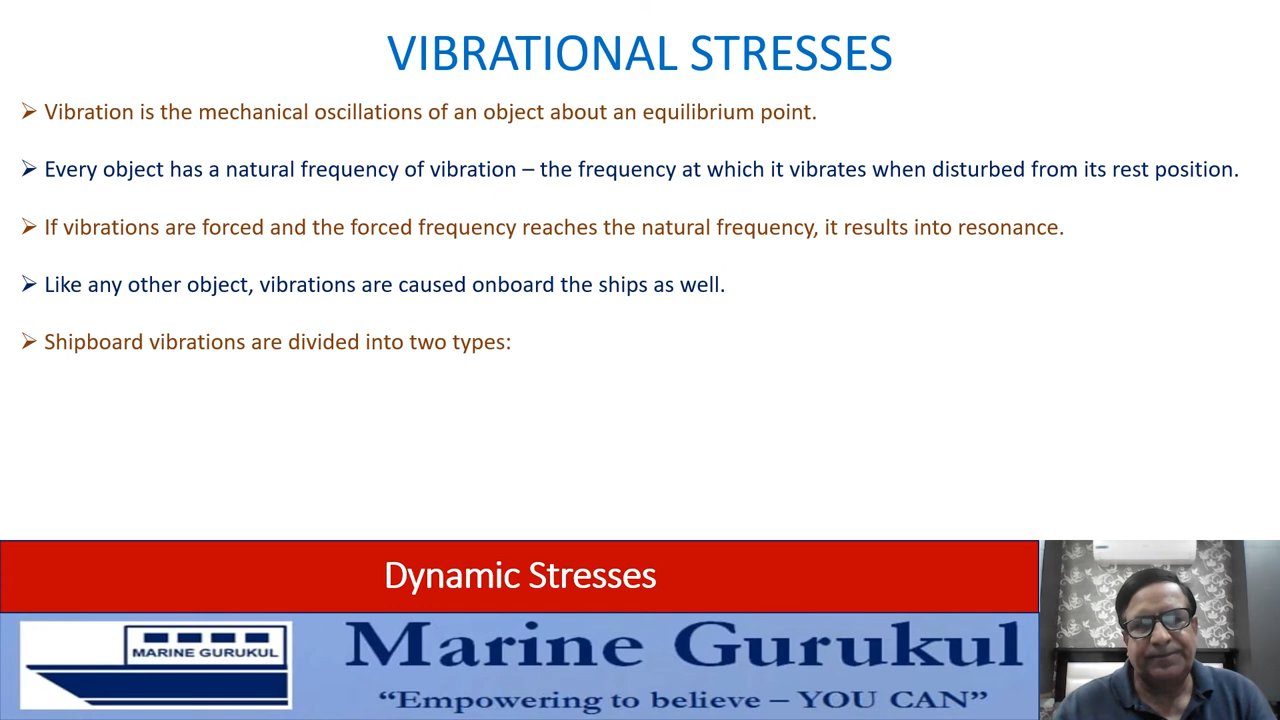 VIBRATIONAL STRESSES
Vibration is the mechanical oscillations of an object about an equilibrium point.
Every object has a natural frequency of vibration – the frequency at which it vibrates when disturbed from its rest position.
If vibrations are forced and the forced frequency reaches the natural frequency, it results into resonance.
Like any other object, vibrations are caused onboard the ships as well.
Shipboard vibrations are divided into two types:
Dynamic Stresses
MARINE GURUKUL
Marine Gurukul
“Empowering to believe – YOU CAN”